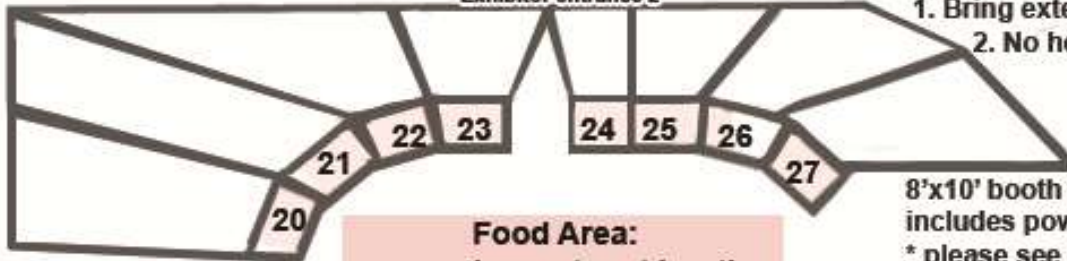 1. Bring exte
2. No he
22
23
24
25
26
21
27
20
8'x10' booth
includes pow
* please see
Food Area: